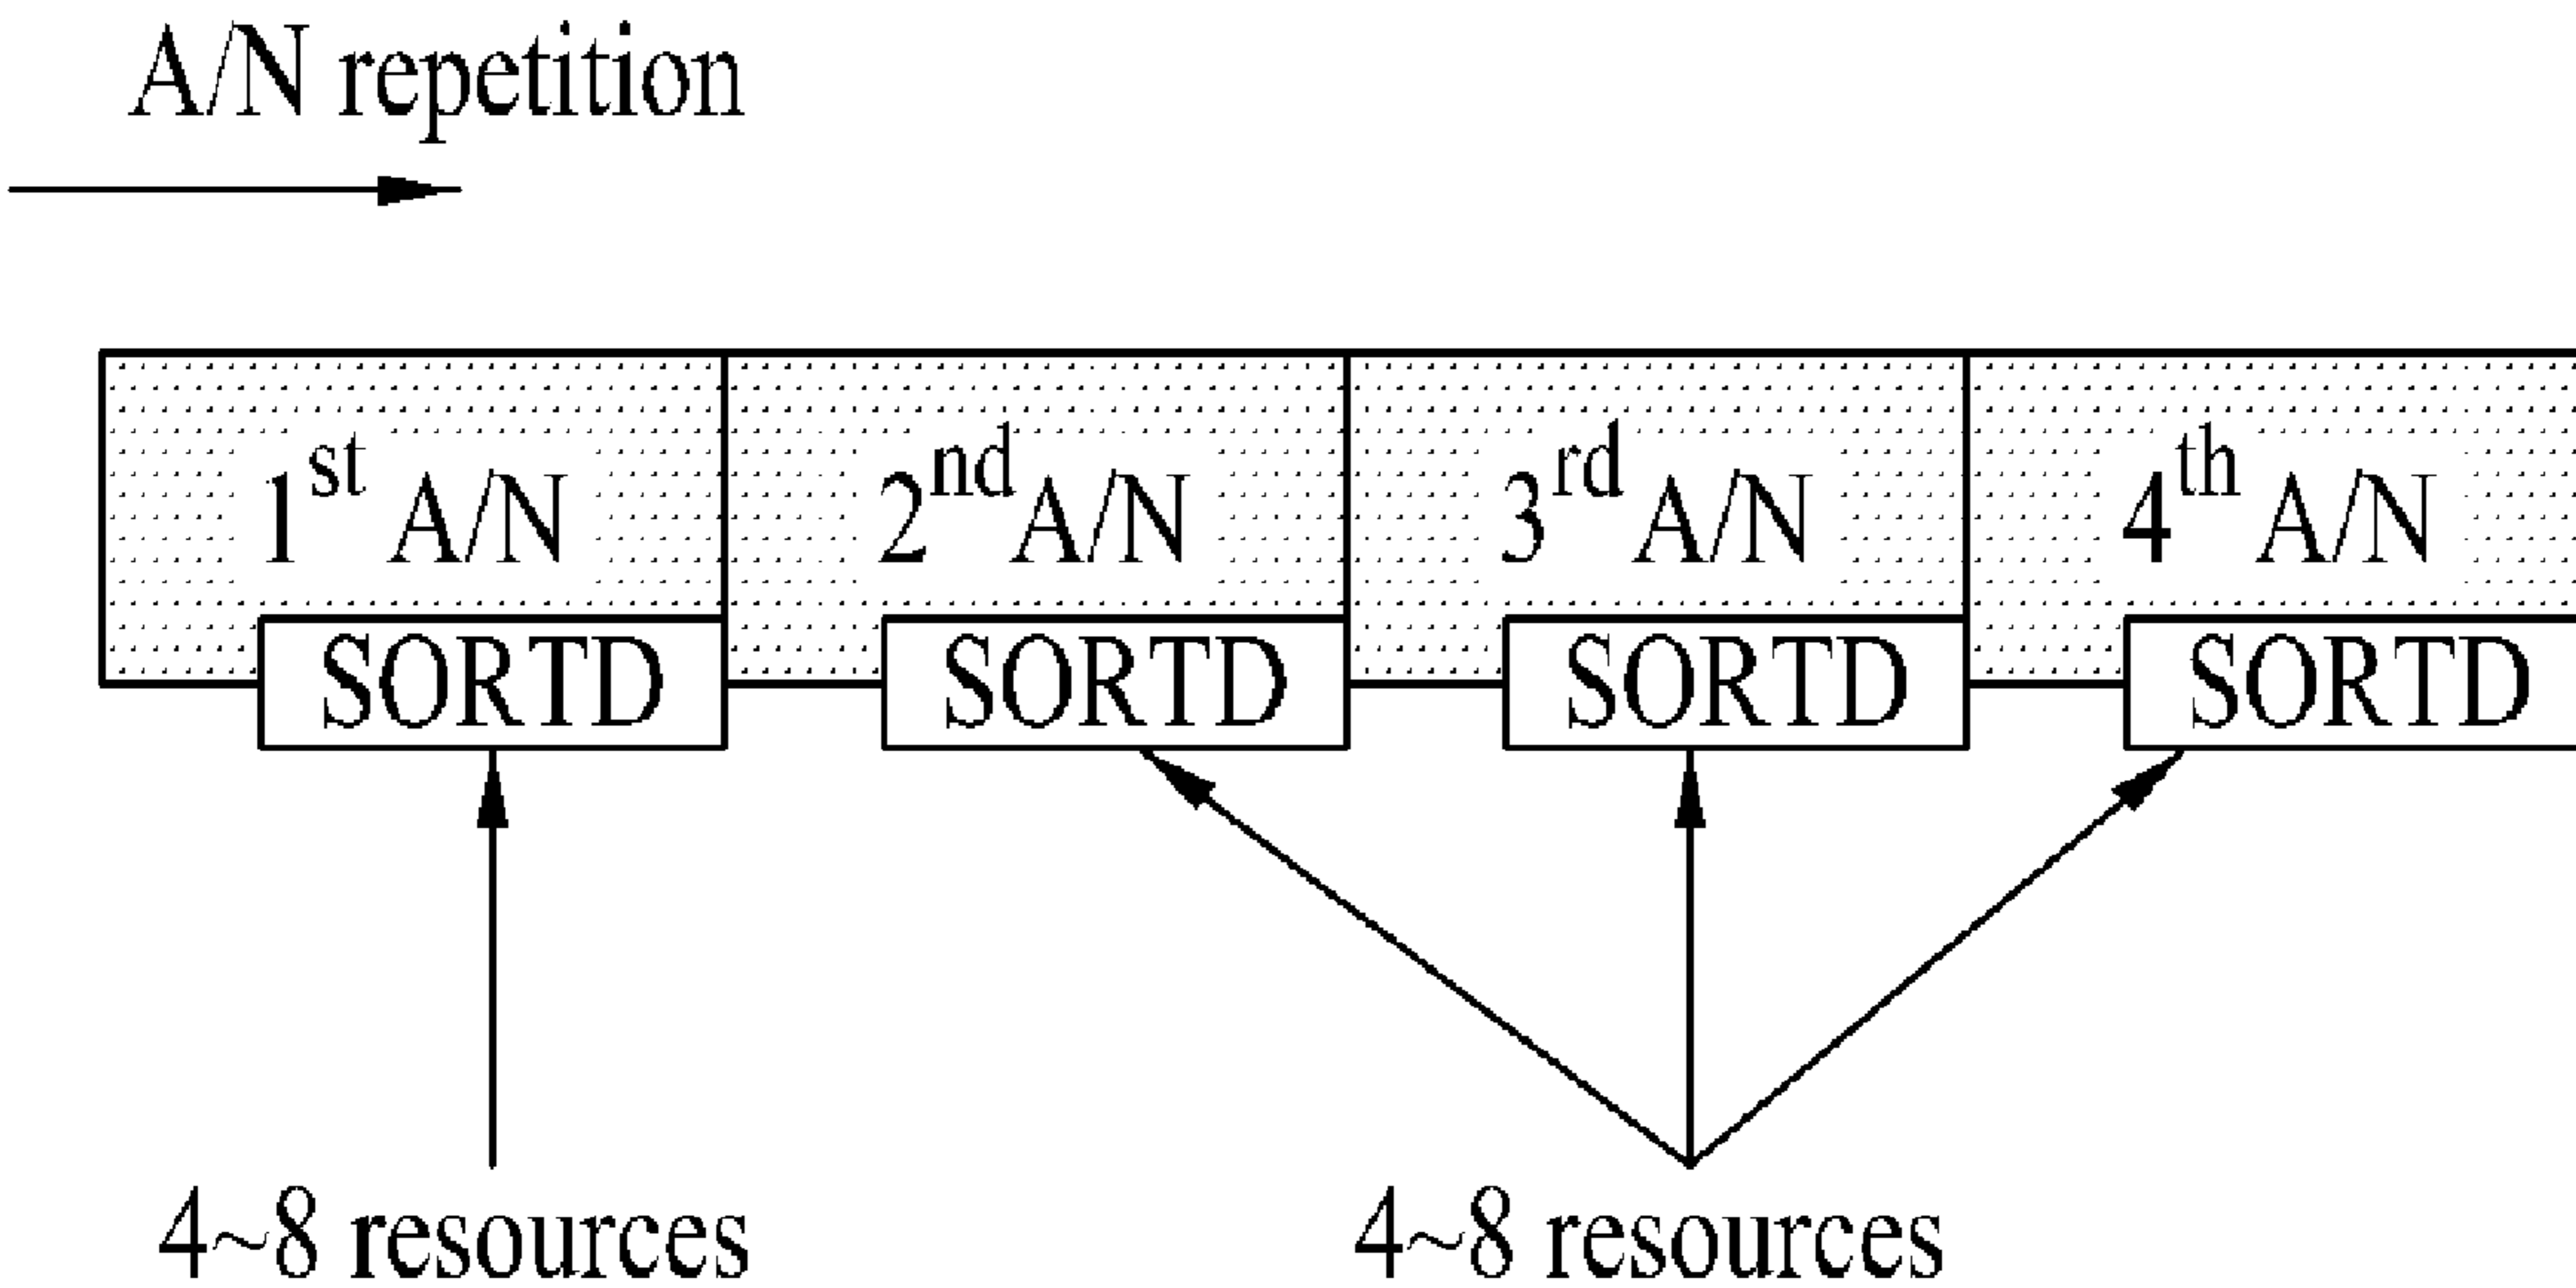 A/N repetition
1st A/N 2nd A/N 3rd A/N 4th A/N
SORTD SORTD SORTD SORTD
4~8 resources 4~8 resources